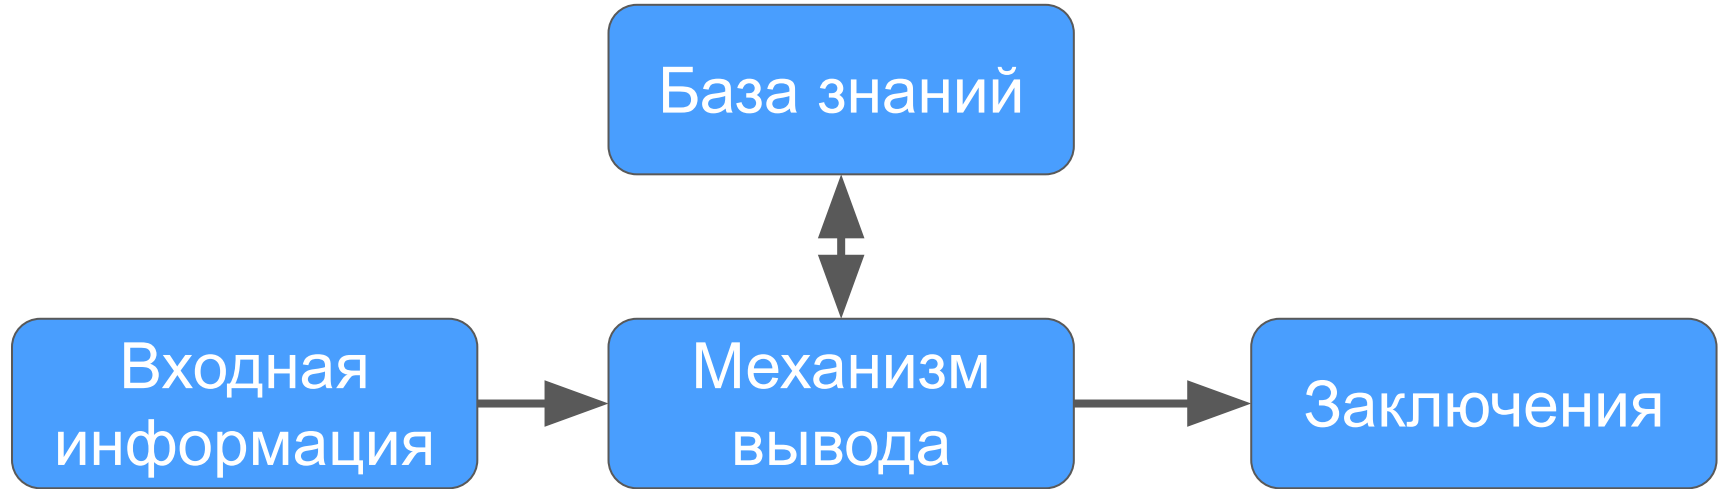 База знаний
Входная
информация
Механизм
вывода
Заключения